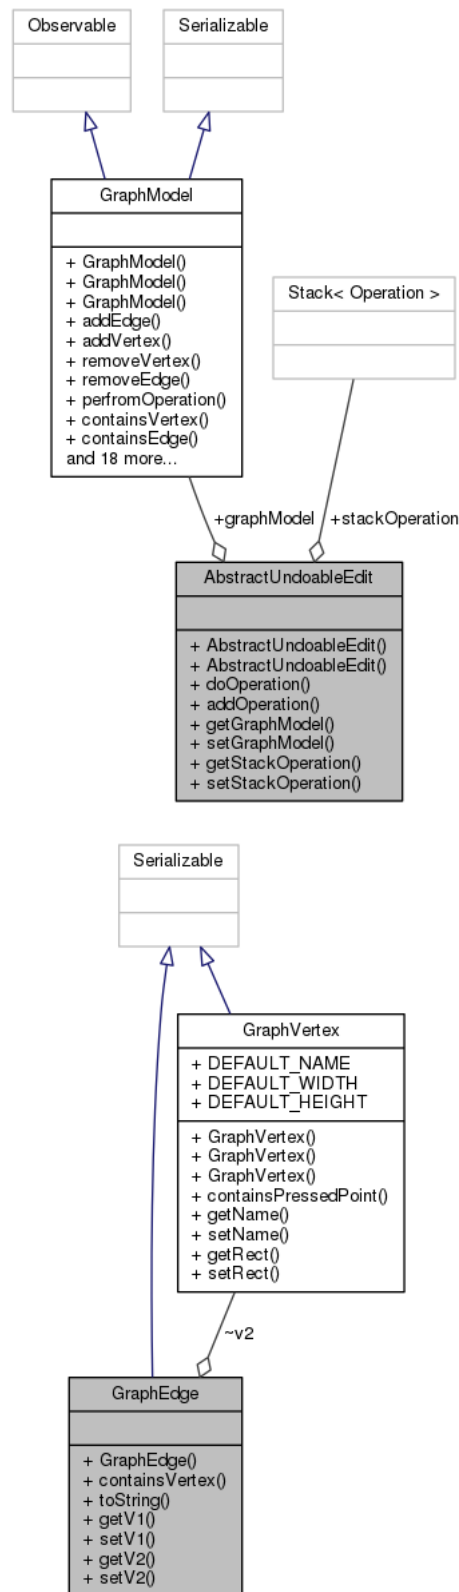 Observable
Serializable
GraphModel
+ GraphModel()
+ GraphModel()
+ GraphModel()
+ addEdge()
+ addVertex()
+ removeVertex()
+ removeEdge()
+ perfromOperation()
+ containsVertex()
+ containsEdge()
and 18 more...
Stack< Operation >
+graphModel
+stackOperation
AbstractUndoableEdit
+ AbstractUndoableEdit()
+ AbstractUndoableEdit()
+ doOperation()
+ addOperation()
+ getGraphModel()
+ setGraphModel()
+ getStackOperation()
+ setStackOperation()
Serializable
GraphVertex
+ DEFAULT_NAME
+ DEFAULT_WIDTH
+ DEFAULT_HEIGHT
+ GraphVertex()
+ GraphVertex()
+ GraphVertex()
+ containsPressedPoint()
+ getName()
+ setName()
+ getRect()
+ setRect()
~v2
GraphEdge
+ GraphEdge()
+ containsVertex()
+ toString()
+ getV1()
+ setV1()
+ getV2()
+ setV2()